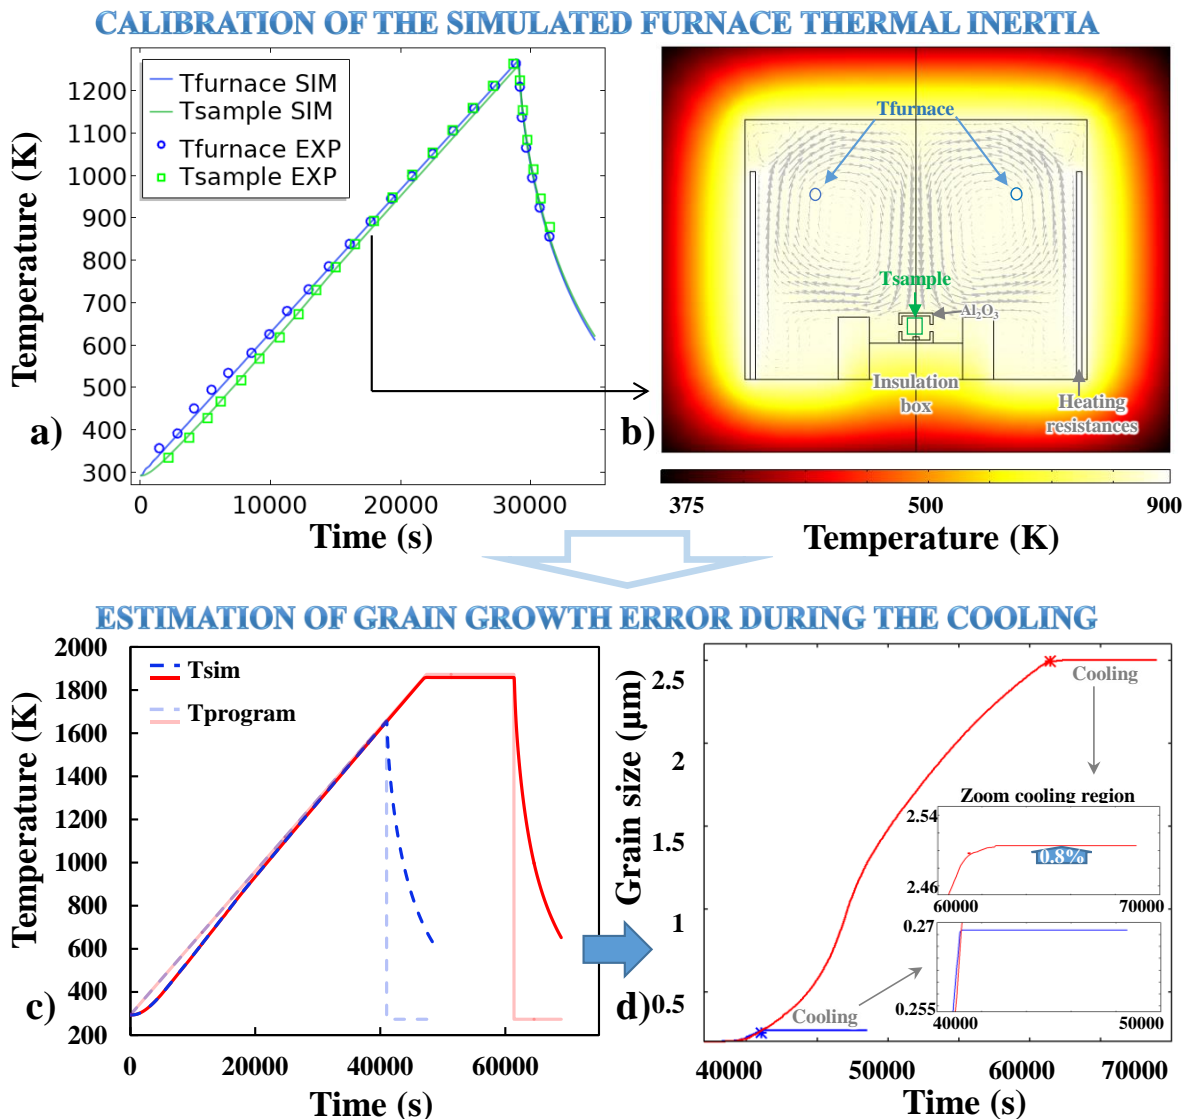 CALIBRATION OF THE SIMULATED FURNACE THERMAL INERTIA
Temperature (K)
1200
1100
1000
900
800
700
600
500
400
300
Tfurnace SIM
Tsample SIM
Tfurnace EXP
Tsample EXP
a)
0
10000
20000
30000
Time (s)
Tfurnace
Tsample
Al₂O₃
Insulation
box
Heating
resistances
b)
375
500
900
Temperature (K)
ESTIMATION OF GRAIN GROWTH ERROR DURING THE COOLING
Temperature (K)
2000
1800
1600
1400
1200
1000
800
600
400
200
Tsim
Tprogram
c)
0
20000
40000
60000
Time (s)
Grain size (µm)
2.5
2
1.5
1
0.5
Cooling
Zoom cooling region
2.54
2.46
0.8%
60000
70000
0.27
0.255
40000
50000
Cooling
d)
40000
50000
60000
70000
Time (s)